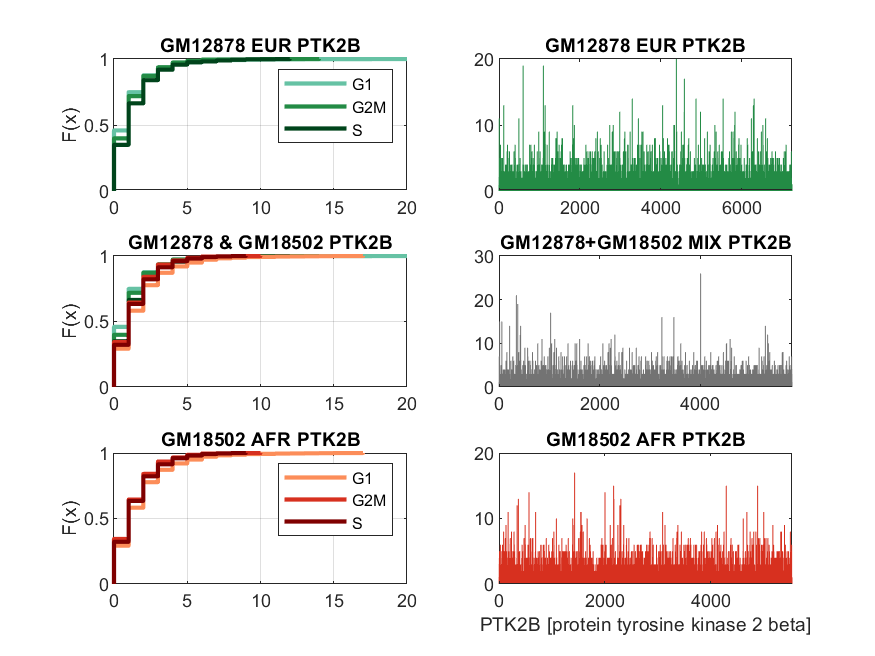 GM12878 EUR PTK2B
F(x)
1
0.5
0
0 5 10 15 20
G1
G2M
S
GM12878 EUR PTK2B
20
10
0
0 2000 4000 6000
GM12878 & GM18502 PTK2B
F(x)
1
0.5
0
0 5 10 15 20
GM12878+GM18502 MIX PTK2B
30
20
10
0
0 2000 4000
GM18502 AFR PTK2B
F(x)
1
0.5
0
0 5 10 15 20
G1
G2M
S
GM18502 AFR PTK2B
20
10
0
0 2000 4000
PTK2B [protein tyrosine kinase 2 beta]